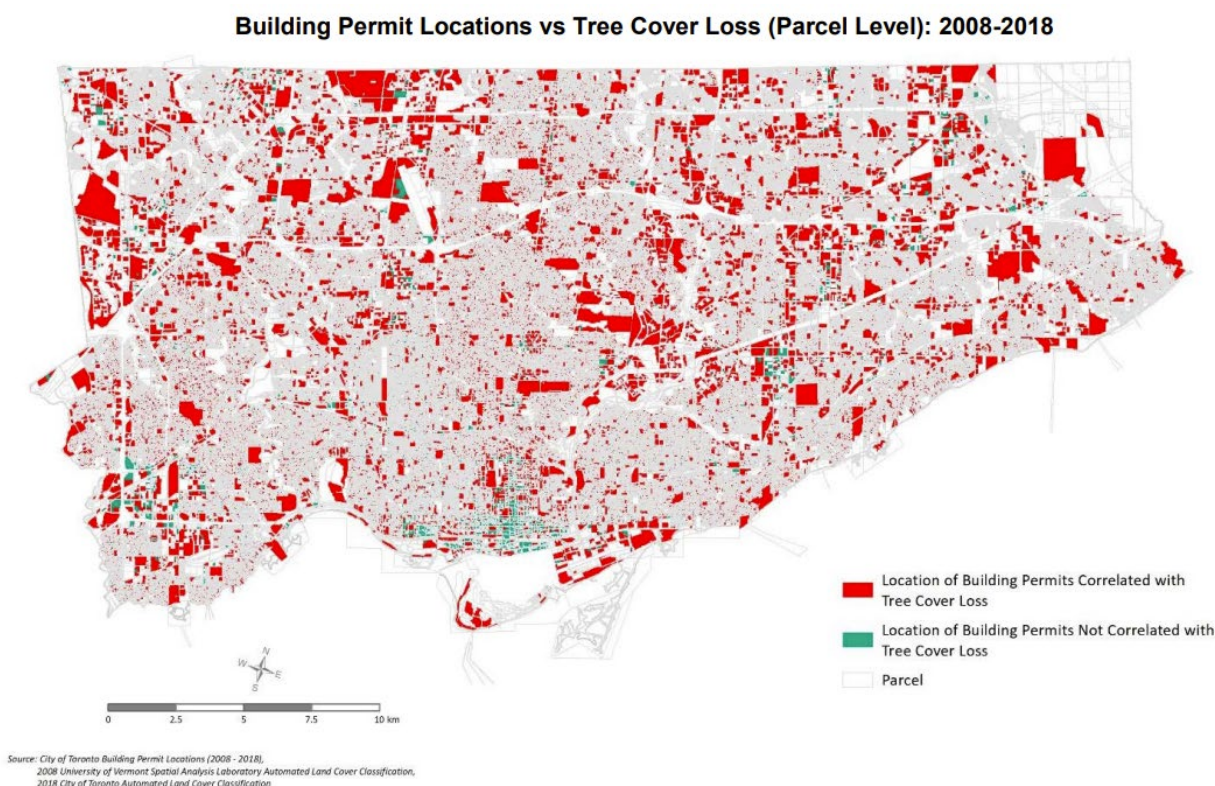 Building Permit Locations vs Tree Cover Loss (Parcel Level): 2008-2018
Location of Building Permits Correlated with
Tree Cover Loss
Location of Building Permits Not Correlated with
Tree Cover Loss
Parcel
N
W E
S
0 2.5 5 7.5 10 km
Source: City of Toronto Building Permit Locations (2008 - 2018),
2008 University of Vermont Spatial Analysis Laboratory Automated Land Cover Classification,
2018 City of Toronto Automated Land Cover Classification